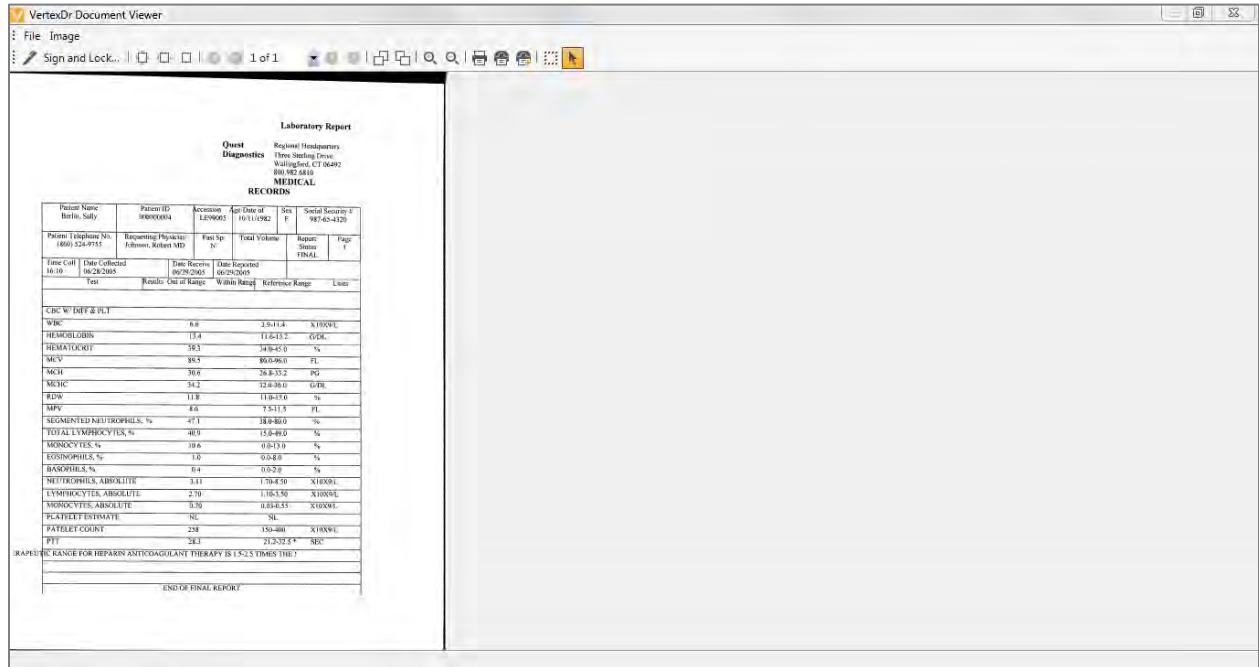 VertexDr Document Viewer
File Image
Sign and Lock... 1 of 1
Laboratory Report
Quest Diagnostics
Regional Headquarters
Three Sterling Drive
Wallingford, CT 06492
800.982.6810
MEDICAL
RECORDS
Patient Name Patient ID Accession Age/Date of Sex Social Security #
Berlin, Sally LE99005 10/11/1982 F 987-65-4320
Patient Telephone No. Requesting Physician Fast Sp Total Volume Report Status Page
(860) 524-9755 Johnson, Robert MD N FINAL 1
Time Coll Date Collected Date Receive Date Reported
16:10 06/28/2005 06/29/2005 06/29/2005
Test Results Out of Range Within Range Reference Range Units
CBC W/ DIFF & PLT
WBC 6.6 3.9-11.4 X10X9/L
HEMOBLOBIN 13.4 11.6-15.2 G/DL
HEMATOCRIT 39.3 34.0-45.0 %
MCV 89.5 80.0-96.0 FL
MCH 30.6 26.8-33.2 PG
MCHC 34.2 32.0-36.0 G/DL
RDW 11.8 11.0-15.0 %
MPV 8.6 7.5-11.5 FL
SEGMENTED NEUTROPHILS, % 47.1 38.0-80.0 %
TOTAL LYMPHOCYTES, % 40.9 15.0-49.0 %
MONOCYTES, % 10.6 0.0-13.0 %
EOSINOPHILS, % 1.0 0.0-8.0 %
BASOPHILS, % 0.4 0.0-2.0 %
NEUTROPHILS, ABSOLUTE 3.11 1.70-8.50 X10X9/L
LYMPHOCYTES, ABSOLUTE 2.70 1.10-3.50 X10X9/L
MONOCYTES, ABSOLUTE 0.70 0.03-0.55 X10X9/L
PLATELET ESTIMATE NL NL
PATELET COUNT 258 150-400 X10X9/L
PTT 28.3 21.2-32.5 * SEC
RAPEUTIC RANGE FOR HEPARIN ANTICOAGULANT THERAPY IS 1.5-2.5 TIMES THE
END OF FINAL REPORT